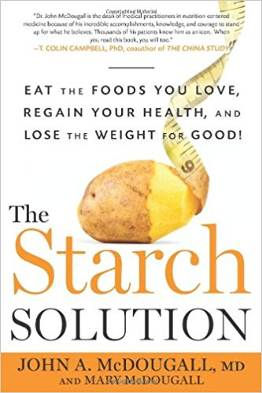 "Dr. John McDougall is the dean of medical practitioners in nutrition-centered
medicine because of his incredible accomplishments, knowledge, and courage to stand
up for what he believes. Thousands of his patients know him as an icon. When
you read this book, you will too."
—T. COLIN CAMPBELL, PhD, coauthor of THE CHINA STUDY
EAT THE FOODS YOU LOVE,
REGAIN YOUR HEALTH, AND
LOSE THE WEIGHT FOR GOOD!
9
The
Starch
SOLUTION
JOHN A. McDOUGALL, MD
AND MARY McDOUGALL